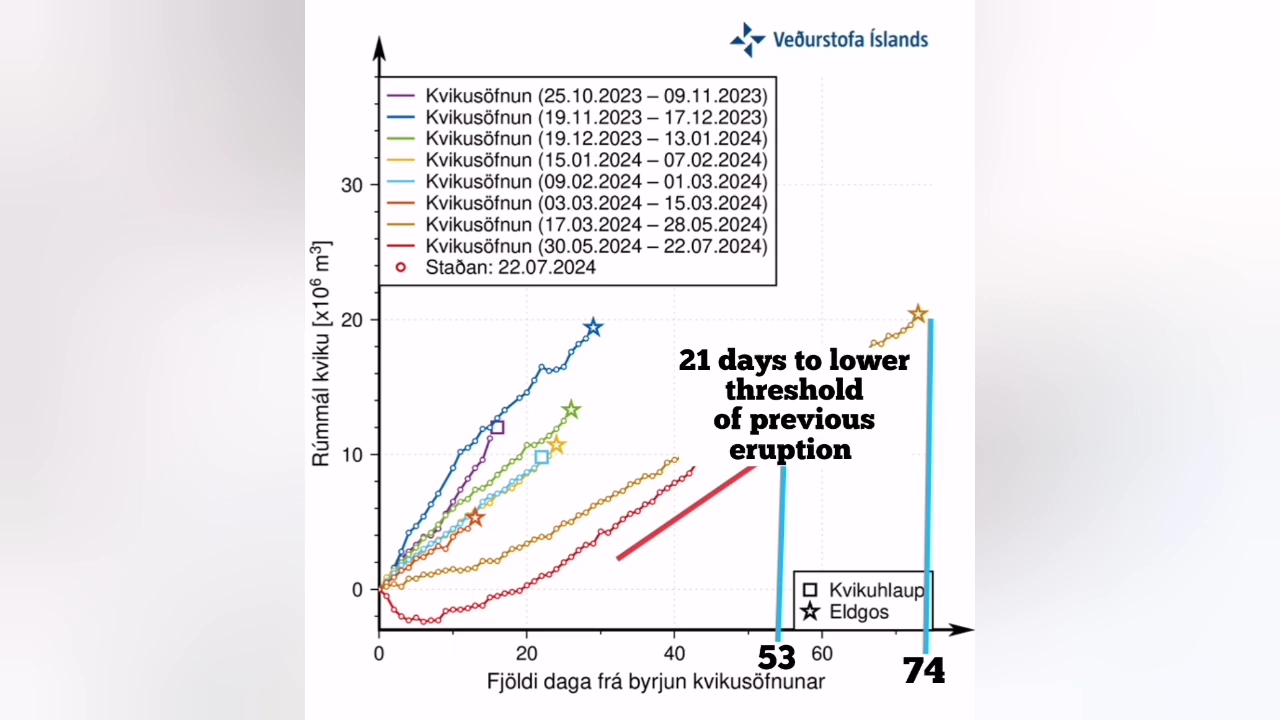 Veðurstofa Íslands
Kvikusöfnun (25.10.2023 – 09.11.2023)
Kvikusöfnun (19.11.2023 – 17.12.2023)
Kvikusöfnun (19.12.2023 – 13.01.2024)
Kvikusöfnun (15.01.2024 – 07.02.2024)
Kvikusöfnun (09.02.2024 – 01.03.2024)
Kvikusöfnun (03.03.2024 – 15.03.2024)
Kvikusöfnun (17.03.2024 – 28.05.2024)
Kvikusöfnun (30.05.2024 – 22.07.2024)
Staðan: 22.07.2024
30
20
10
0
Rúmmál kviku [x10⁶ m³]
21 days to lower
threshold
of previous
eruption
Kvikuhlaup
Eldgos
0
20
40
53
60
74
Fjöldi daga frá byrjun kvikusöfnunar